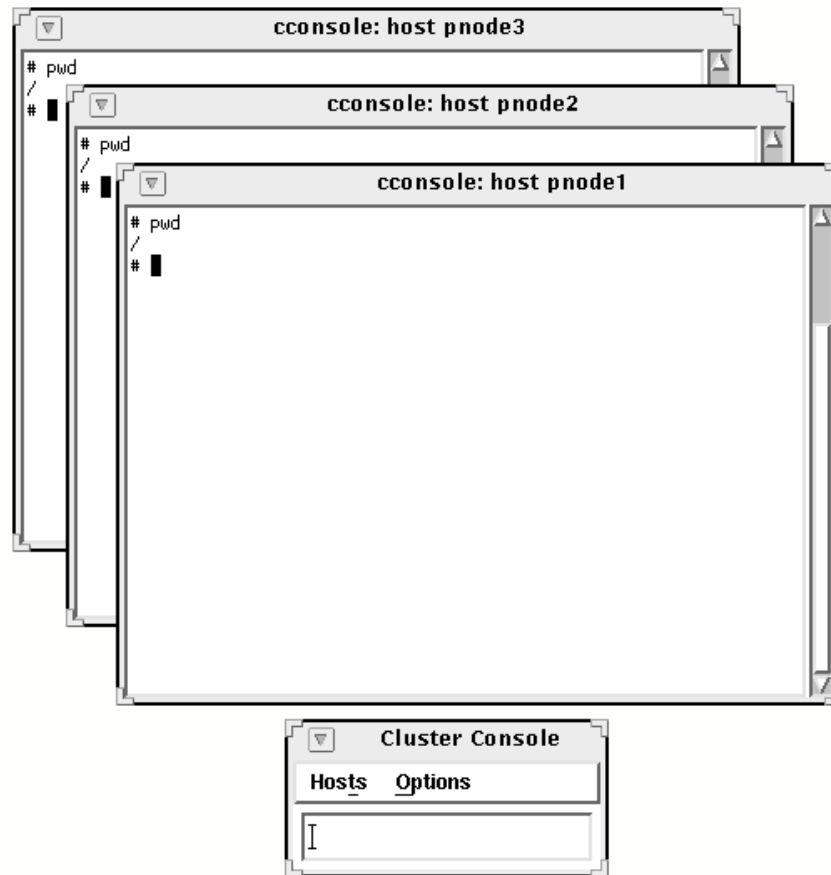 cconsole: host pnode3
# pwd
/
#
cconsole: host pnode2
# pwd
/
#
cconsole: host pnode1
# pwd
/
#
Cluster Console
Hosts Options